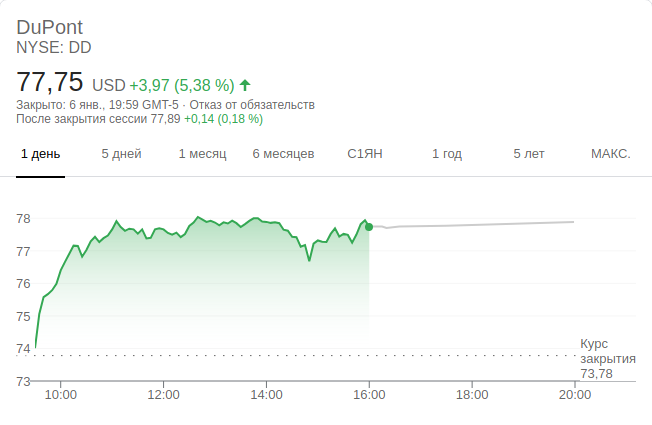 DuPont
NYSE: DD
77,75 USD +3,97 (5,38 %)
Закрыто: 6 янв., 19:59 GMT-5 · Отказ от обязательств
После закрытия сессии 77,89 +0,14 (0,18 %)
1 день 5 дней 1 месяц 6 месяцев С1ЯН 1 год 5 лет МАКС.
78
77
76
75
74
73
Курс
закрытия
73,78
10:00 12:00 14:00 16:00 18:00 20:00